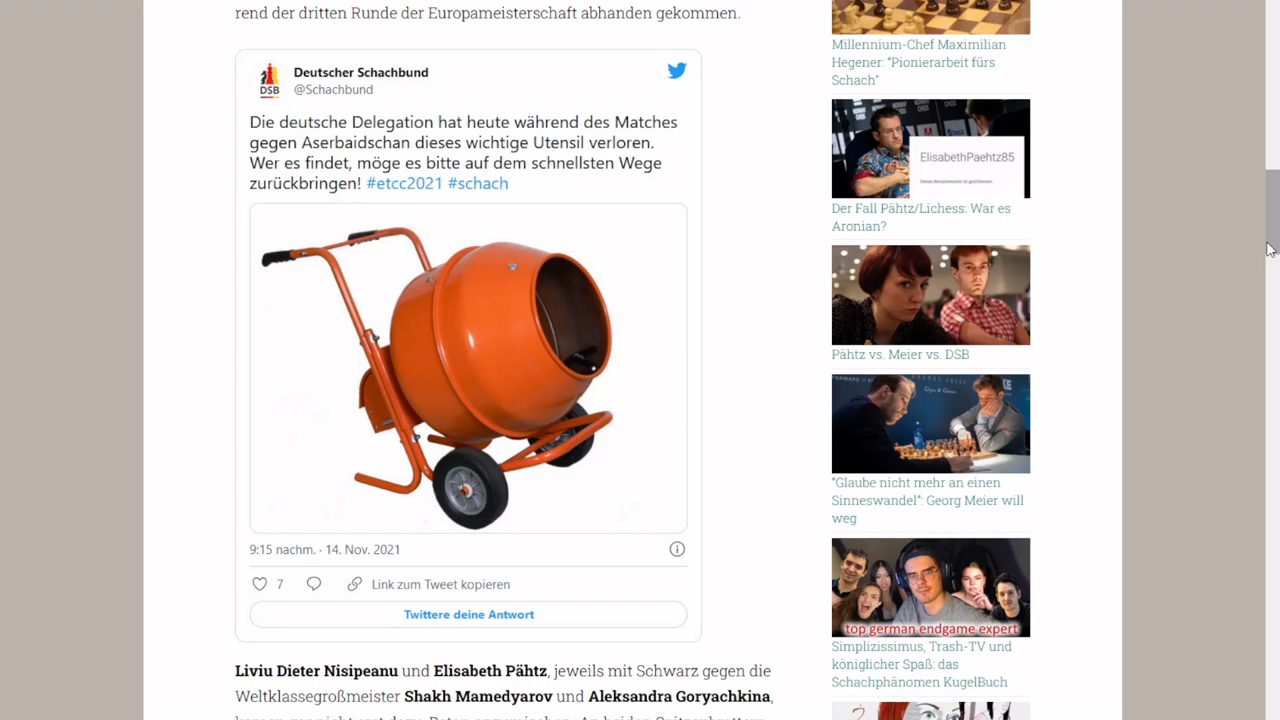 rend der dritten Runde der Europameisterschaft abhanden gekommen.
DSB
Deutscher Schachbund
@Schachbund
Die deutsche Delegation hat heute während des Matches
gegen Aserbaidschan dieses wichtige Utensil verloren.
Wer es findet, möge es bitte auf dem schnellsten Wege
zurückbringen! #etcc2021 #schach
9:15 nachm. · 14. Nov. 2021
7
Link zum Tweet kopieren
Twittere deine Antwort
Liviu Dieter Nisipeanu und Elisabeth Pähtz, jeweils mit Schwarz gegen die
Weltklassegroßmeister Shakh Mamedyarov und Aleksandra Goryachkina,
Millennium-Chef Maximilian
Hegener: “Pionierarbeit fürs
Schach”
ElisabethPaehtz85
Der Fall Pähtz/Lichess: War es
Aronian?
Pähtz vs. Meier vs. DSB
“Glaube nicht mehr an einen
Sinneswandel”: Georg Meier will
weg
top german endgame expert
Simplizissimus, Trash-TV und
königlicher Spaß: das
Schachphänomen KugelBuch